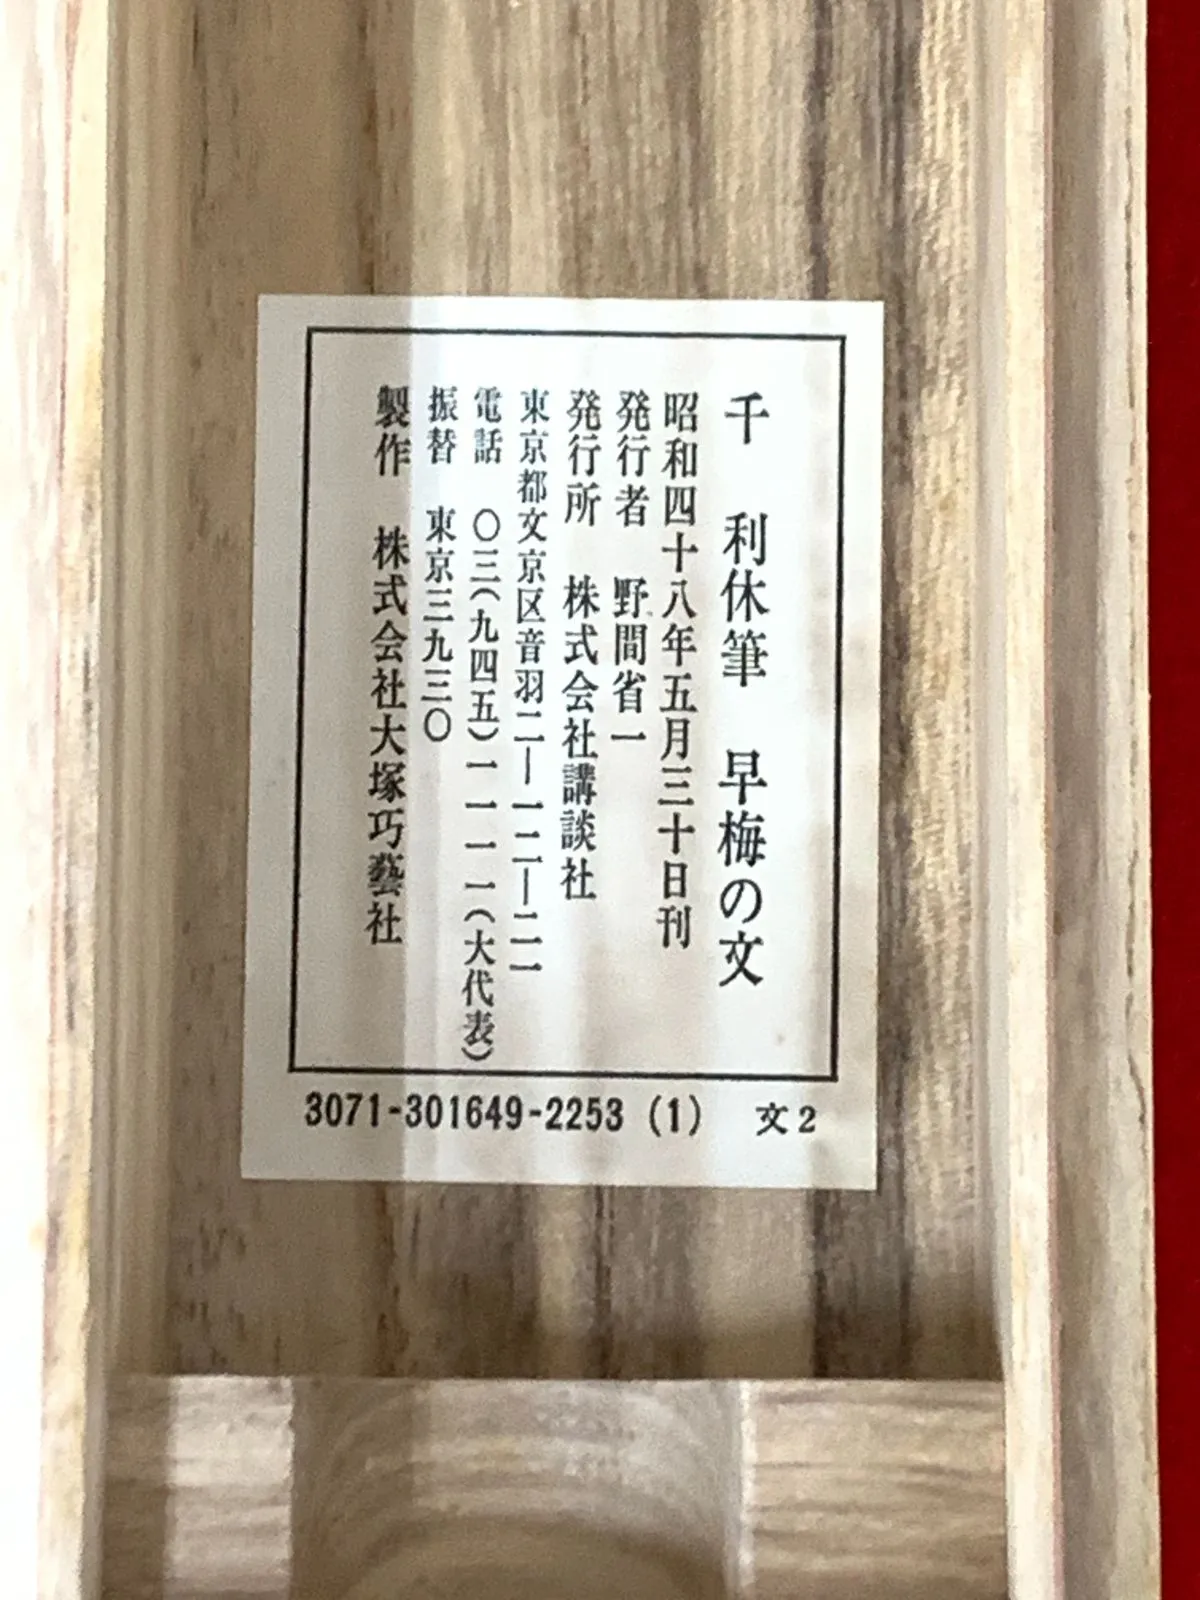 千　利休筆　早梅の文
昭和四十八年五月三十日刊
発行者　野間省一
発行所　株式会社講談社
東京都文京区音羽二―一二―二一
電話　〇三(九四五)一一一一(大代表)
振替　東京三九三〇
製作　株式会社大塚巧藝社
3071-301649-2253 (1)　文2